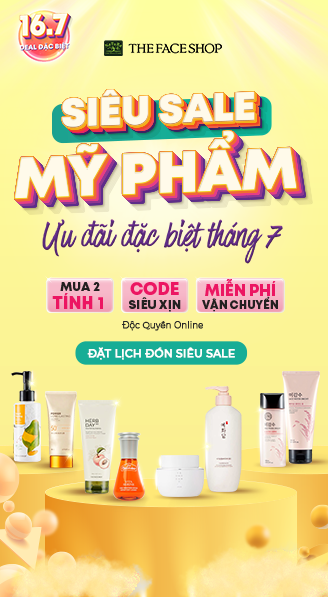 16.7
DEAL ĐẶC BIỆT
THE FACE SHOP
SIÊU SALE
MỸ PHẨM
Ưu đãi đặc biệt tháng 7
MUA 2
TÍNH 1
CODE
SIÊU XỊN
MIỄN PHÍ
VẬN CHUYỂN
Độc Quyền Online
ĐẶT LỊCH ĐÓN SIÊU SALE
HERB
DAY